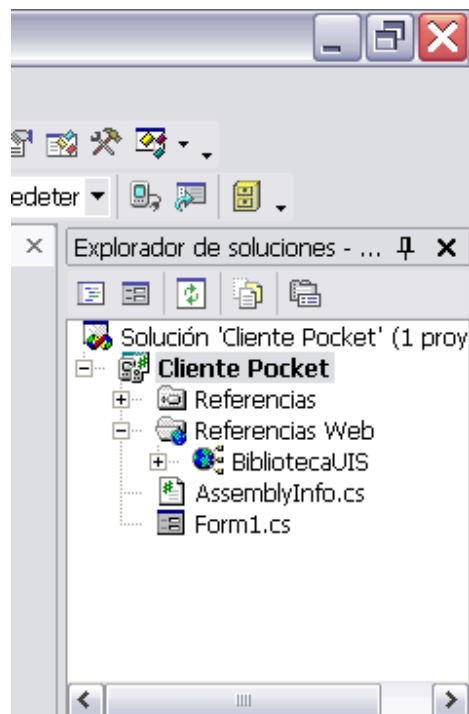 edeter
Explorador de soluciones - ...
Solución 'Cliente Pocket' (1 proy
Cliente Pocket
Referencias
Referencias Web
BibliotecaUIS
AssemblyInfo.cs
Form1.cs